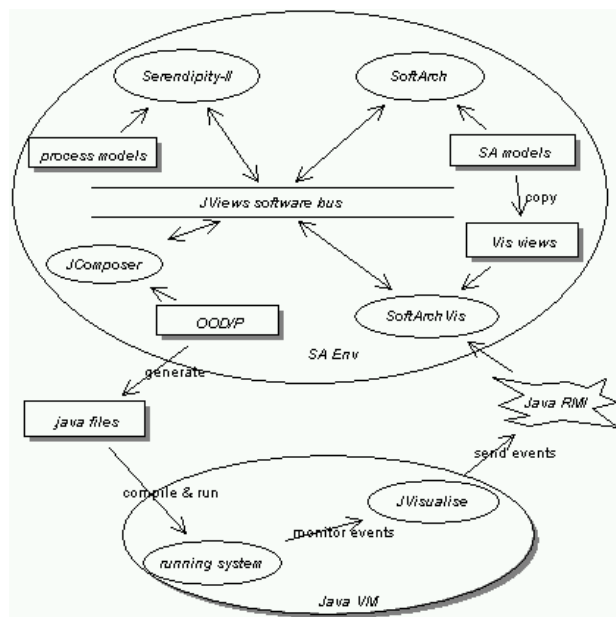 Serendipity-II
SoftArch
process models
SA models
copy
JViews software bus
Vis views
JComposer
OOD/P
SoftArchVis
SA Env
generate
java files
Java RMI
send events
compile & run
JVisualise
monitor events
running system
Java VM